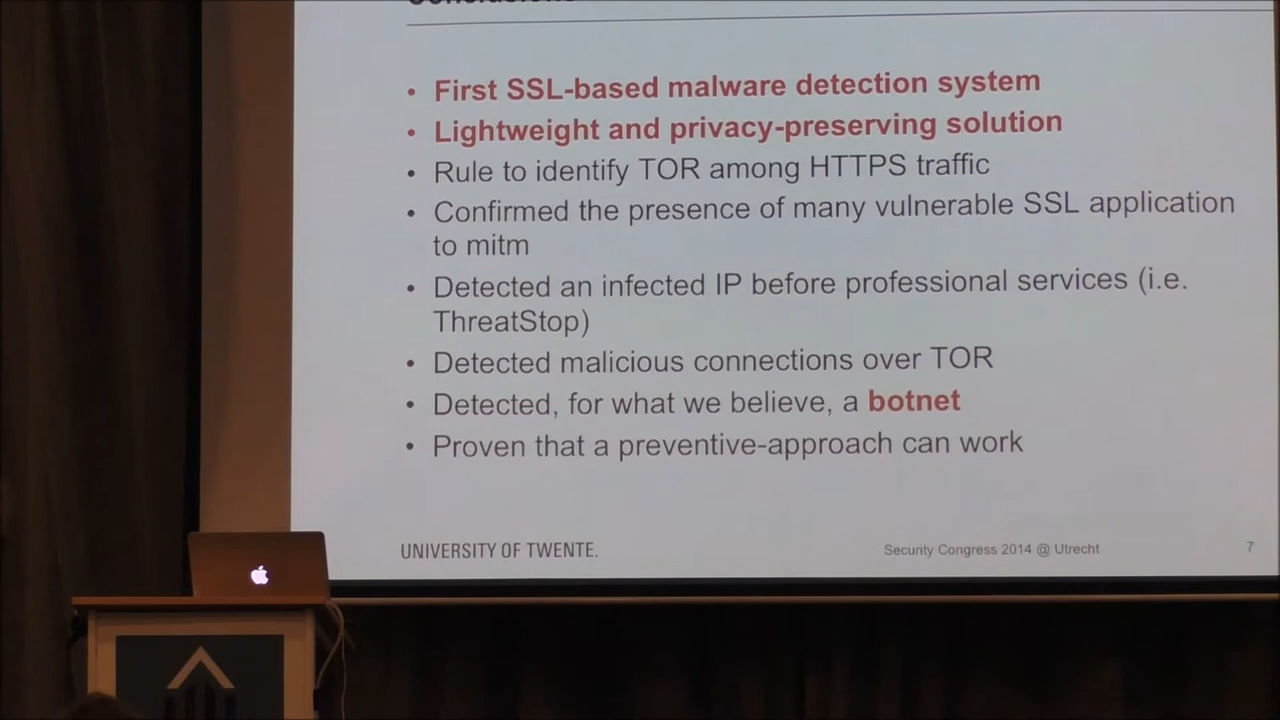 • First SSL-based malware detection system
• Lightweight and privacy-preserving solution
• Rule to identify TOR among HTTPS traffic
• Confirmed the presence of many vulnerable SSL application
to mitm
• Detected an infected IP before professional services (i.e.
ThreatStop)
• Detected malicious connections over TOR
• Detected, for what we believe, a botnet
• Proven that a preventive-approach can work
UNIVERSITY OF TWENTE.
Security Congress 2014 @ Utrecht
7